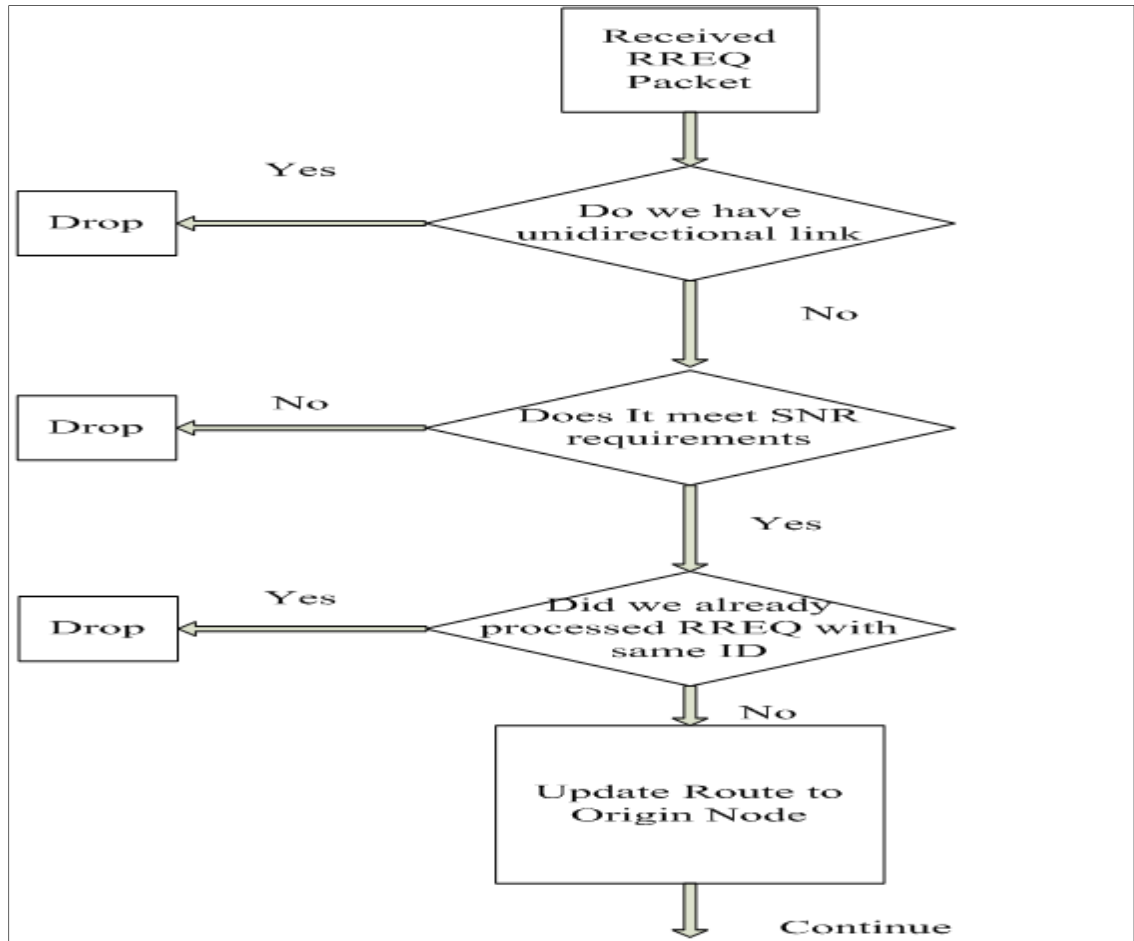 Received
RREQ
Packet
Yes
Drop
Do we have
unidirectional link
No
No
Drop
Does It meet SNR
requirements
Yes
Yes
Drop
Did we already
processed RREQ with
same ID
No
Update Route to
Origin Node
Continue